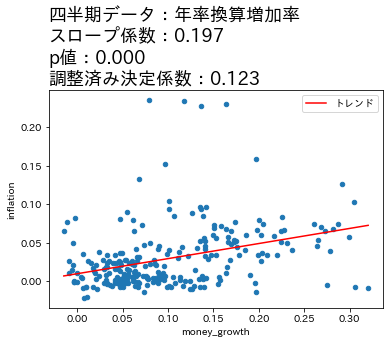 四半期データ：年率換算増加率
スロープ係数：0.197
p値：0.000
調整済み決定係数：0.123
トレンド
inflation
0.20
0.15
0.10
0.05
0.00
0.00 0.05 0.10 0.15 0.20 0.25 0.30
money_growth